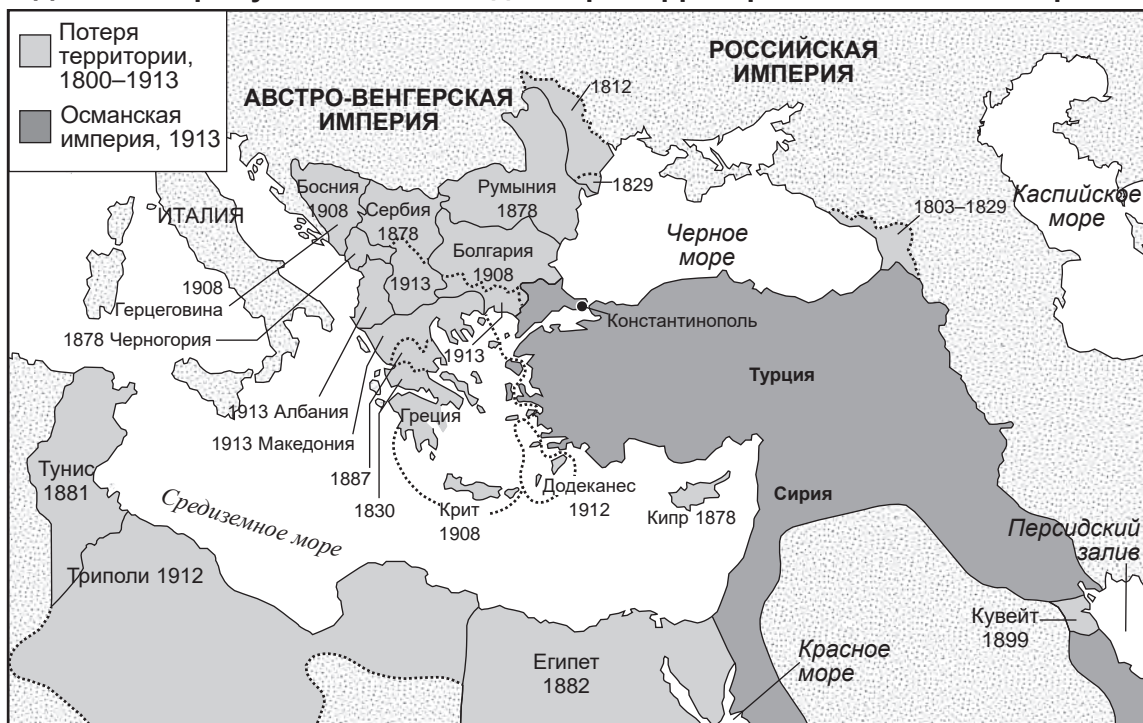 Потеря
территории,
1800–1913
Османская
империя, 1913
РОССИЙСКАЯ
ИМПЕРИЯ
АВСТРО-ВЕНГЕРСКАЯ
ИМПЕРИЯ
1812
1829
1803–1829
Каспийское
море
ИТАЛИЯ
Босния
1908
Сербия
1878
Румыния
1878
Болгария
1908
1913
Черное
море
1908
Герцеговина
1878 Черногория
Константинополь
1913
Турция
1913 Албания
1913 Македония
Греция
1887
1830
Тунис
1881
Средиземное море
Крит
1908
Додеканес
1912
Кипр 1878
Сирия
Персидский
залив
Триполи 1912
Кувейт
1899
Египет
1882
Красное
море